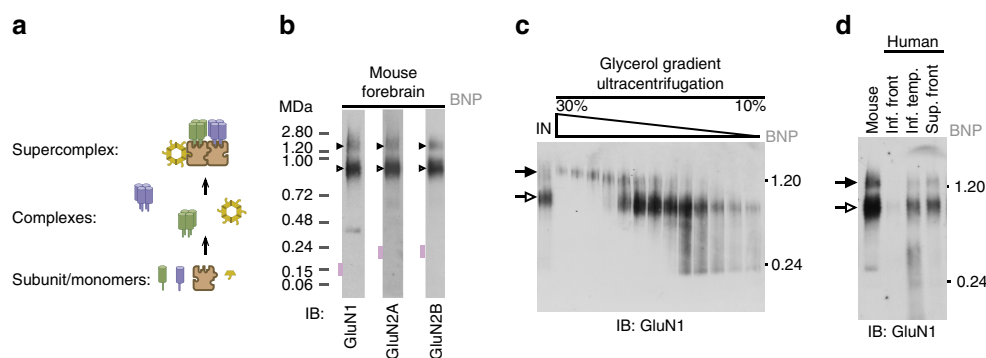 a
Supercomplex:
Complexes:
Subunit/monomers:
b
Mouse
forebrain
BNP
MDa
2.80
1.20
1.00
0.72
0.48
0.24
0.15
0.06
IB:
GluN1
GluN2A
GluN2B
c
Glycerol gradient
ultracentrifugation
30%
10%
IN
BNP
1.20
0.24
IB: GluN1
d
Human
Mouse
Inf. front
Inf. temp.
Sup. front
BNP
1.20
0.24
IB: GluN1